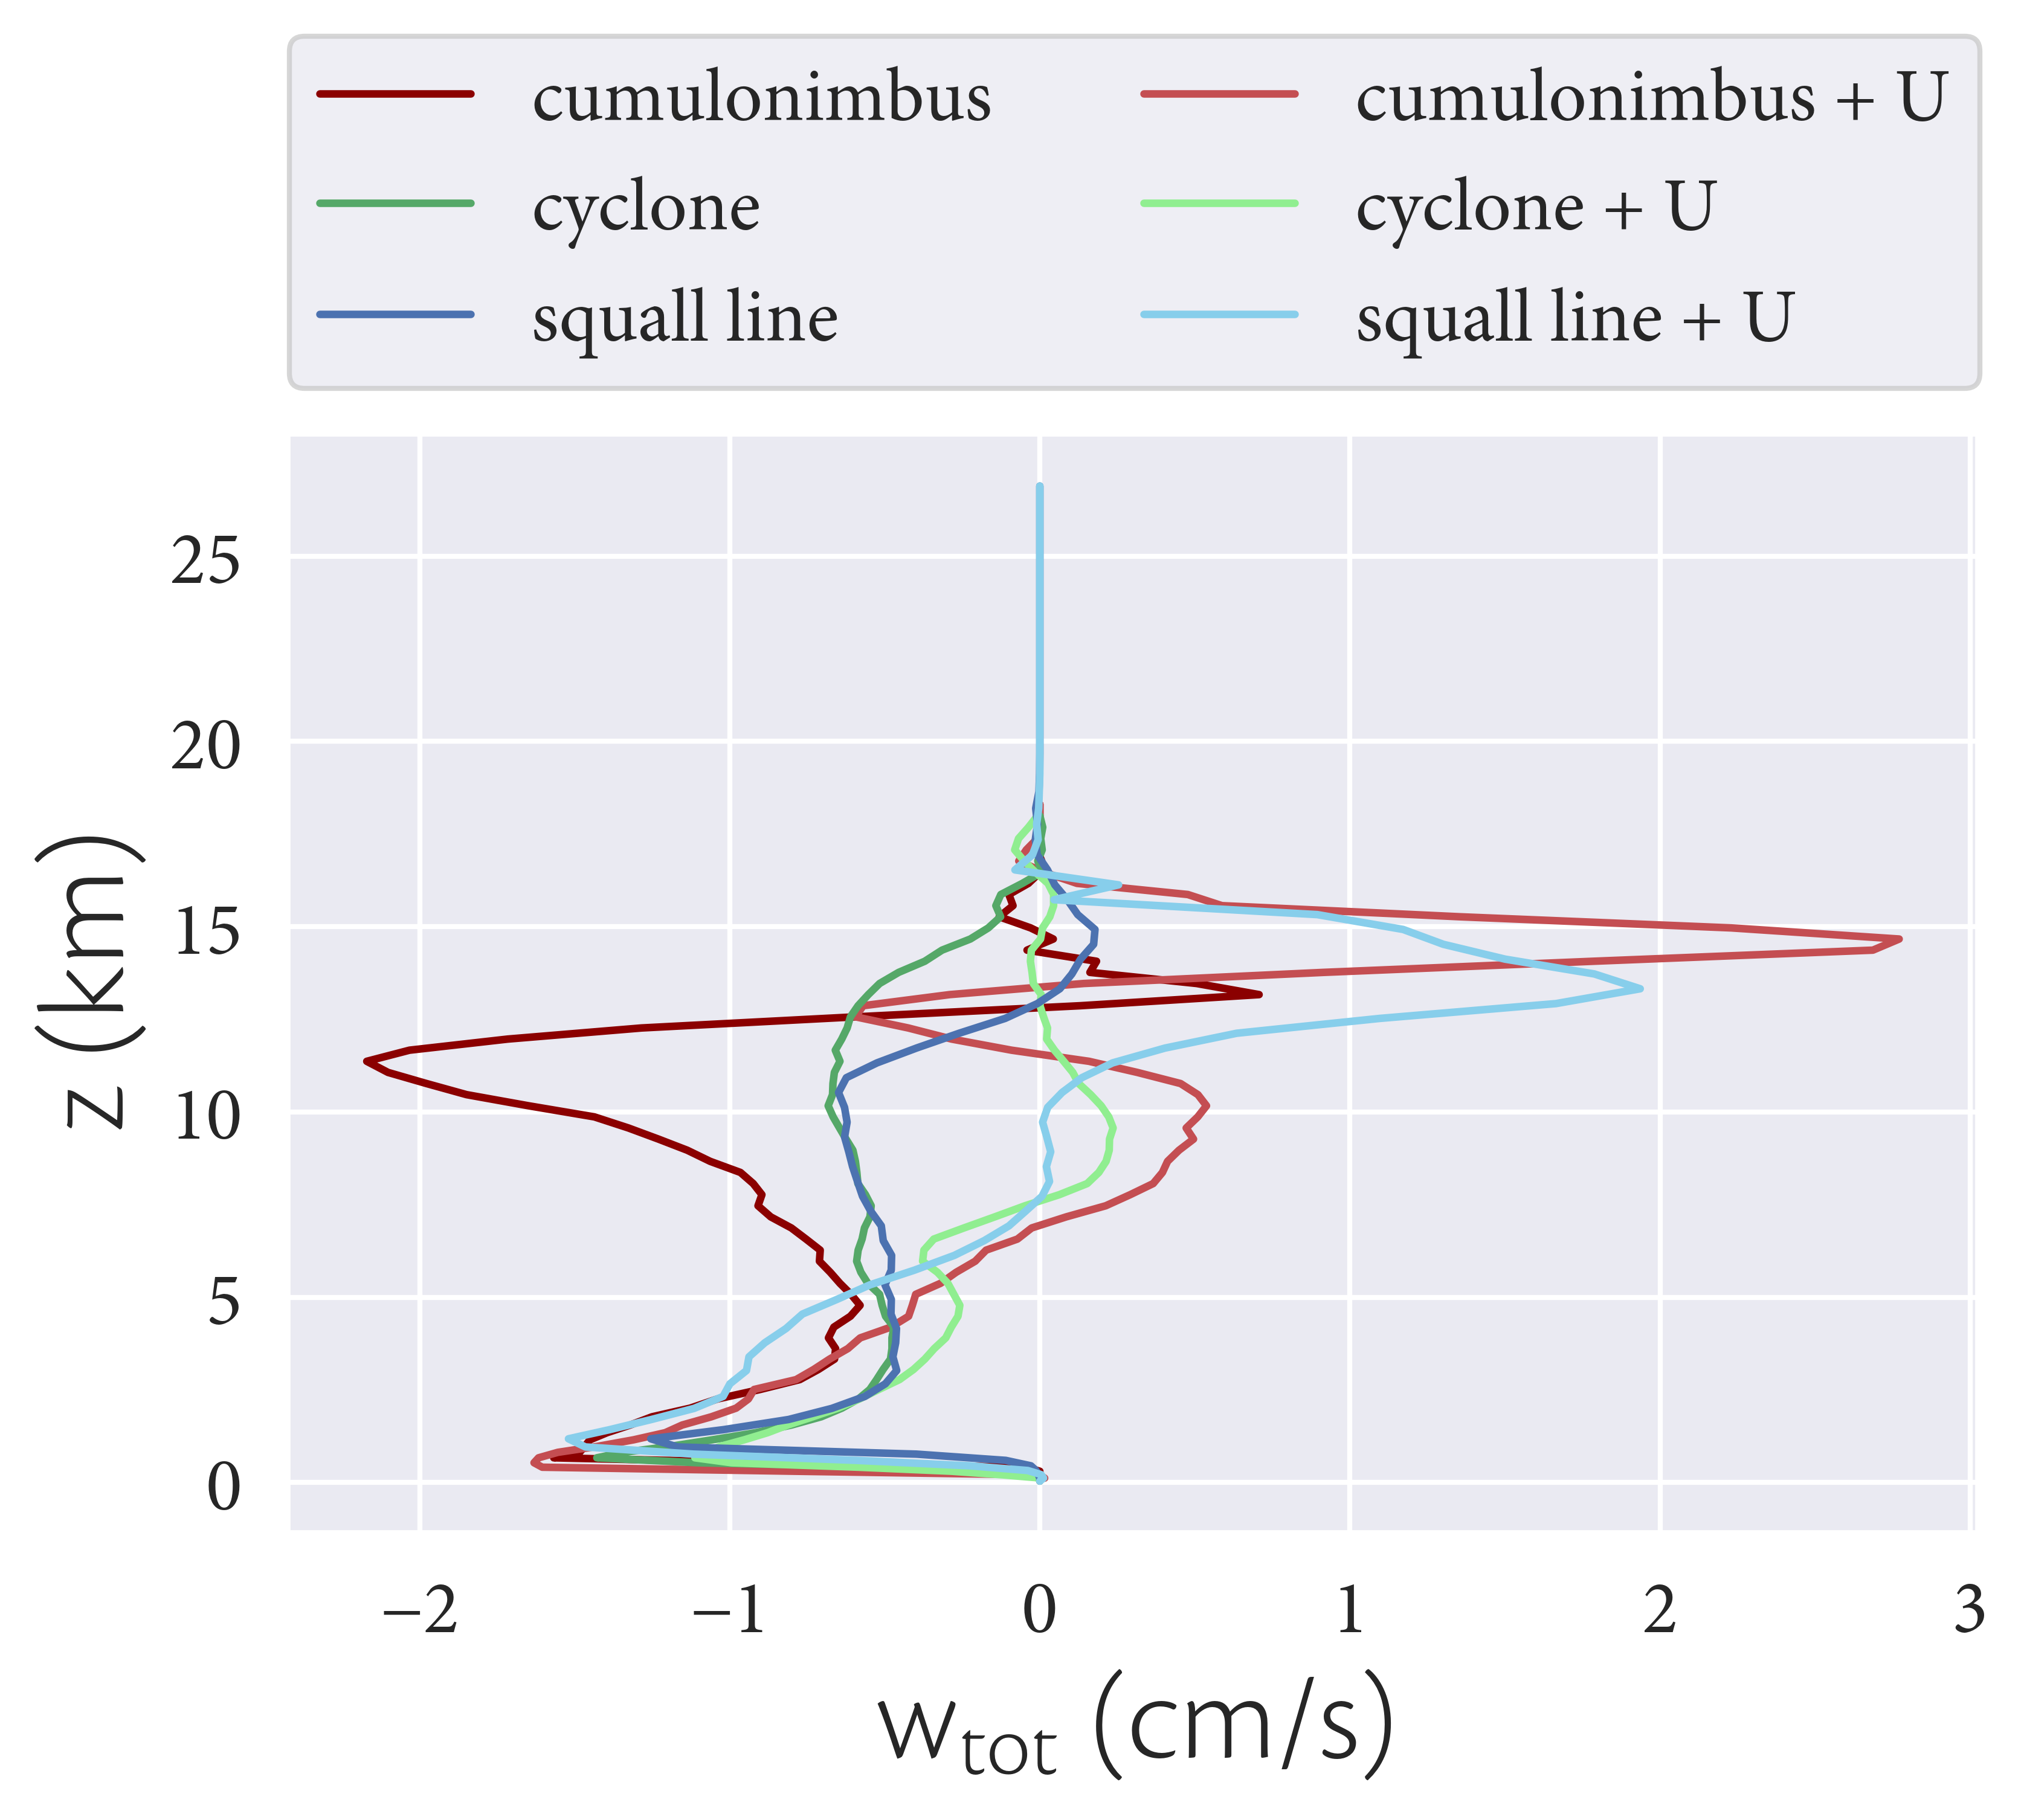 cumulonimbus cumulonimbus + U
cyclone cyclone + U
squall line squall line + U
25
20
15
10
5
0
z (km)
−2 −1 0 1 2 3
wtot (cm/s)